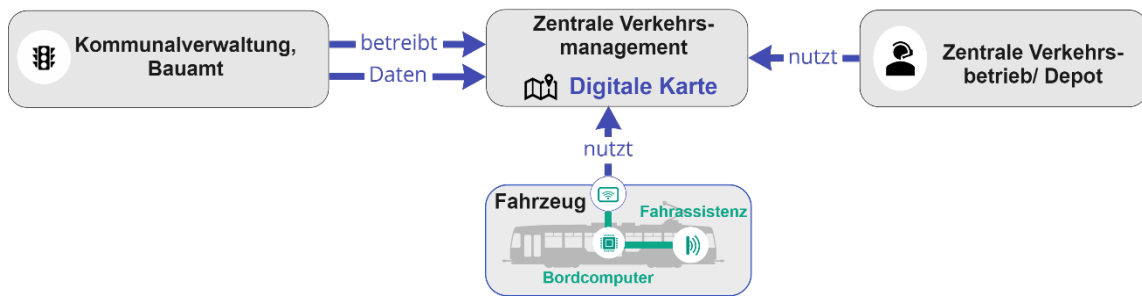 Kommunalverwaltung,
Bauamt
betreibt
Daten
Zentrale Verkehrs-
management
Digitale Karte
nutzt
Zentrale Verkehrs-
betrieb/ Depot
nutzt
Fahrzeug
Fahrassistenz
Bordcomputer